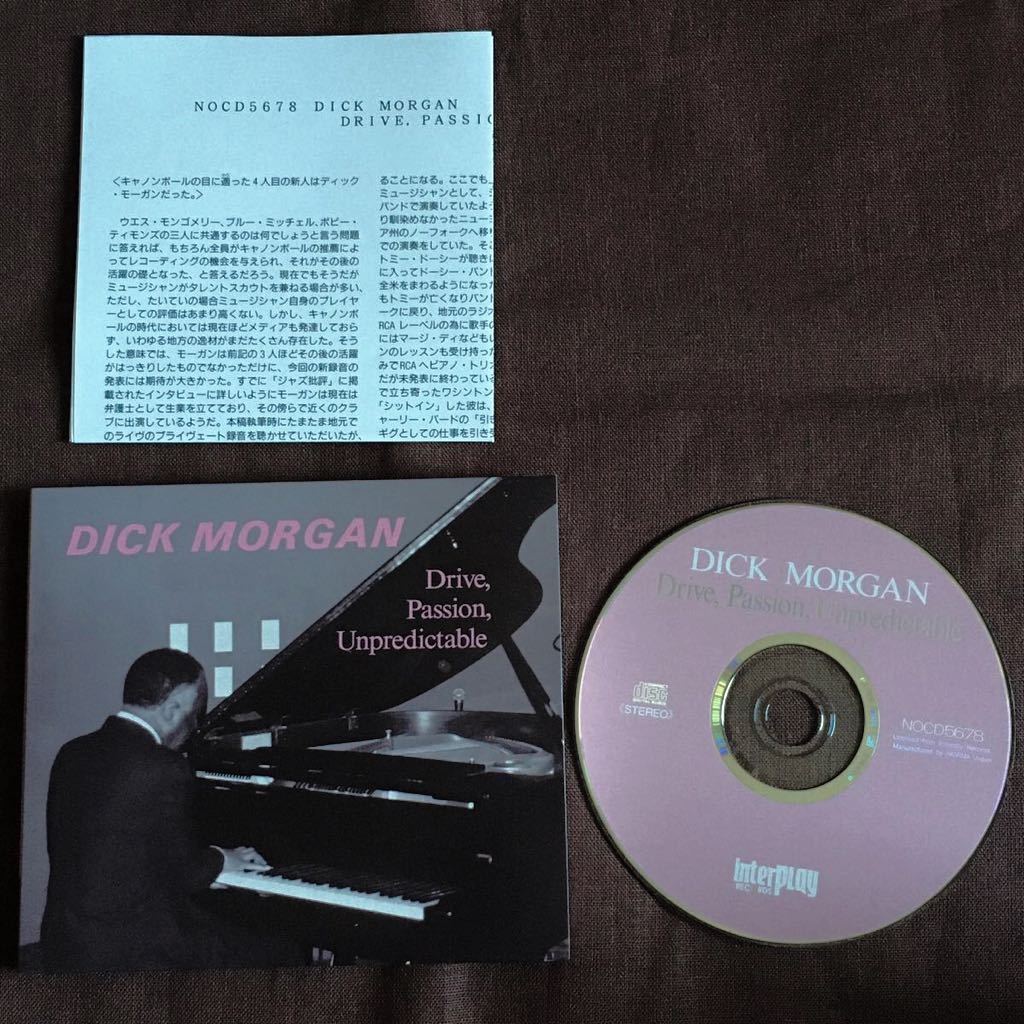 NOCD5678 DICK MORGAN
DRIVE, PASSIO
<キャノンボールの目に適った4人目の新人はディック
・モーガンだった。>
ウエス・モンゴメリー、ブルー・ミッチェル、ボビー・
ティモンズの三人に共通するのは何でしょうと言う問題
に答えれば、もちろん全員がキャノンボールの推薦によ
ってレコーディングの機会を与えられ、それがその後の
活躍の礎となった、と答えるだろう。現在でもそうだが
ミュージシャンがタレントスカウトを兼ねる場合が多い、
ただし、たいていの場合ミュージシャン自身のプレイヤ
ーとしての評価はあまり高くない。しかし、キャノンボ
ールの時代においては現在ほどメディアも発達しておら
ず、いわゆる地方の逸材がまだたくさん存在した。そう
した意味では、モーガンは前記の3人ほどその後の活躍
がはっきりしたものでなかっただけに、今回の新録音の
発表には期待が大きかった。すでに「ジャズ批評」に掲
載されたインタビューに詳しいようにモーガンは現在は
弁護士として生業を立てており、その傍らで近くのクラ
ブに出演しているようだ。本稿執筆時にたまたま地元で
のライヴのプライヴェート録音を聴かせていただいたが、
ることになる。ここでも
ミュージシャンとして、
バンドで演奏していたよう
り馴染めなかったニュー
ア州のノーフォークへ移
での演奏をしていた。そ
トミー・ドーシーが聴き
に入ってドーシー・バント
全米をまわるようになった
もトミーが亡くなりバント
ークに戻り、地元のラジオ
RCAレーベルの為に歌手の
にはマージ・ディなども
ンのレッスンも受け持った
みでRCAへピアノ・トリ
だが未発表に終わってい
で立ち寄ったワシントン
「シットイン」した彼は、
ャーリー・バードの「引き
ギグとしての仕事を引き受
DICK MORGAN
Drive,
Passion,
Unpredictable
DICK MORGAN
Drive, Passion, Unpredictable
disc
DIGITAL AUDIO
(STEREO)
NOCD5678
interplay
RECORDS